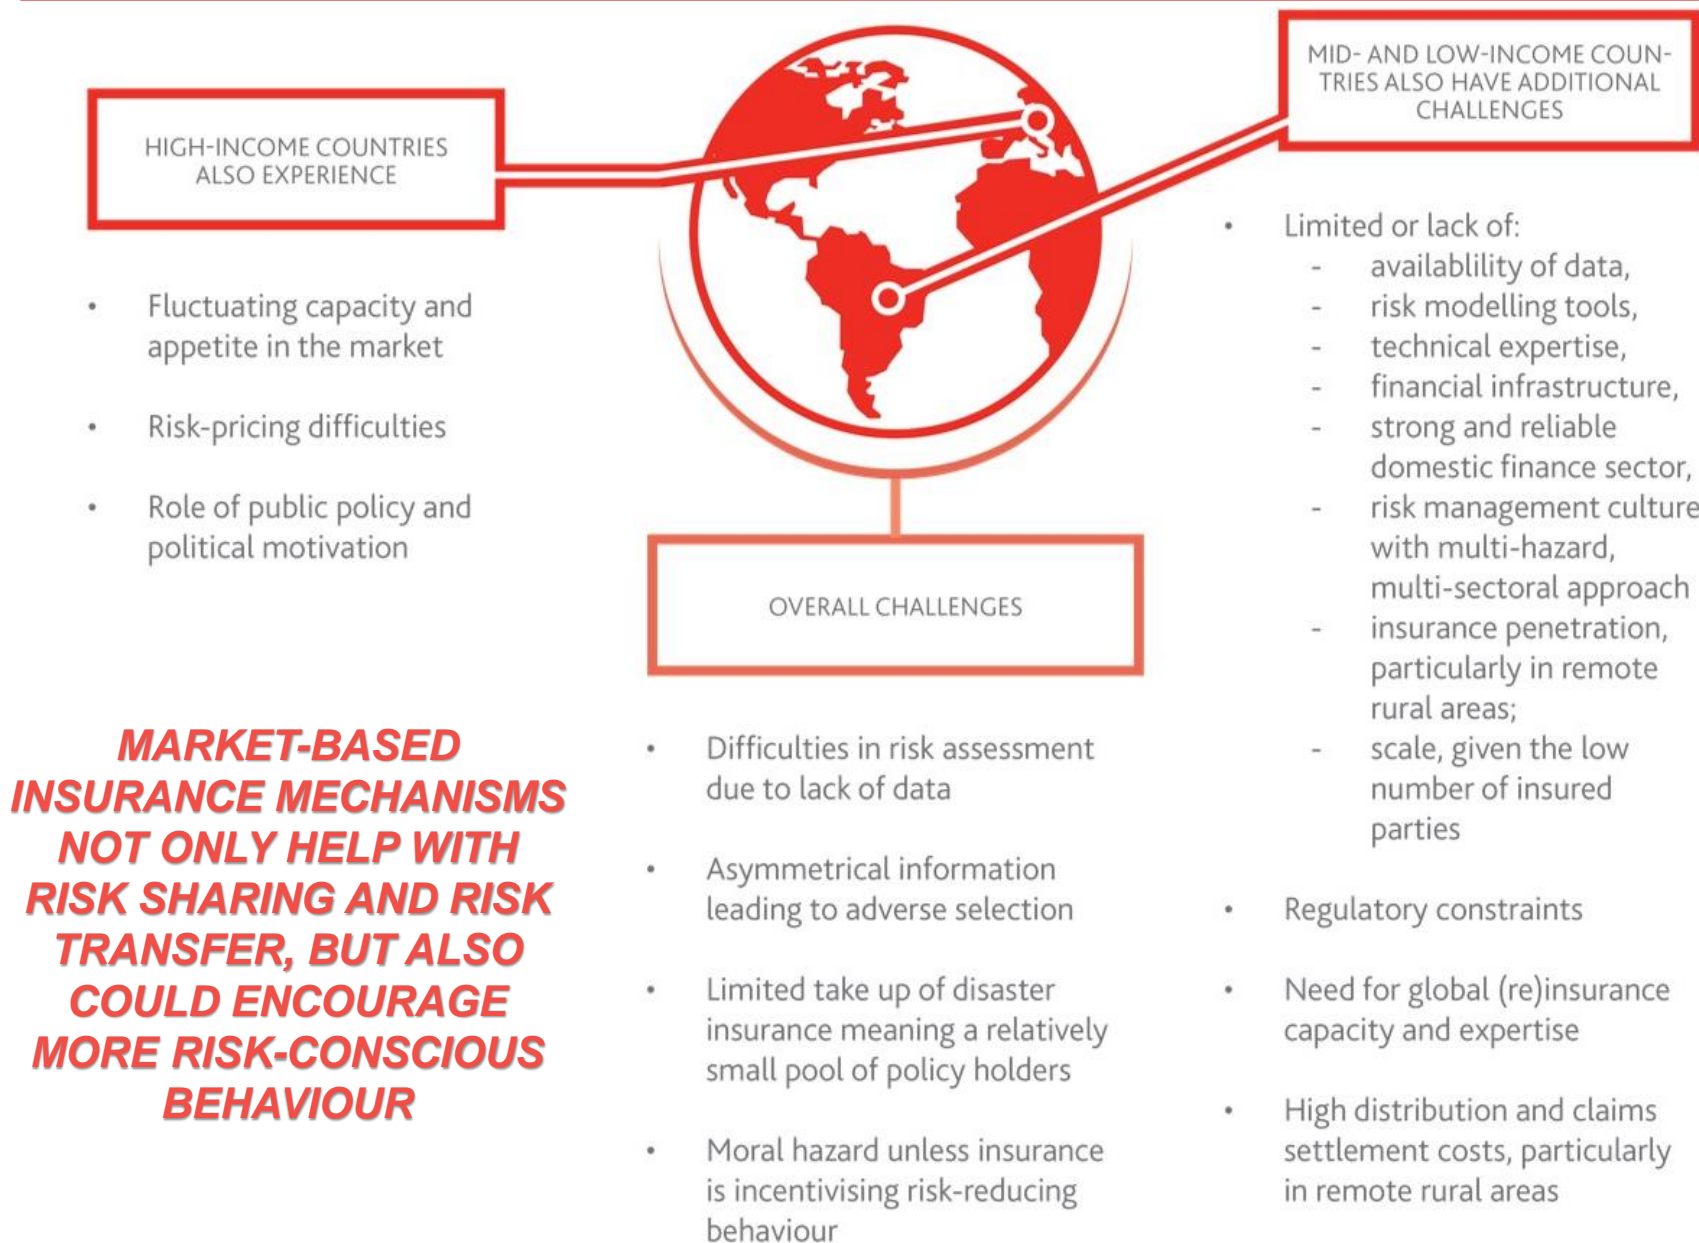 HIGH-INCOME COUNTRIES
ALSO EXPERIENCE
• Fluctuating capacity and
appetite in the market
• Risk-pricing difficulties
• Role of public policy and
political motivation
MARKET-BASED
INSURANCE MECHANISMS
NOT ONLY HELP WITH
RISK SHARING AND RISK
TRANSFER, BUT ALSO
COULD ENCOURAGE
MORE RISK-CONSCIOUS
BEHAVIOUR
OVERALL CHALLENGES
• Difficulties in risk assessment
due to lack of data
• Asymmetrical information
leading to adverse selection
• Limited take up of disaster
insurance meaning a relatively
small pool of policy holders
• Moral hazard unless insurance
is incentivising risk-reducing
behaviour
MID- AND LOW-INCOME COUN-
TRIES ALSO HAVE ADDITIONAL
CHALLENGES
• Limited or lack of:
- availablility of data,
- risk modelling tools,
- technical expertise,
- financial infrastructure,
- strong and reliable
domestic finance sector,
- risk management culture
with multi-hazard,
multi-sectoral approach
- insurance penetration,
particularly in remote
rural areas;
- scale, given the low
number of insured
parties
• Regulatory constraints
• Need for global (re)insurance
capacity and expertise
• High distribution and claims
settlement costs, particularly
in remote rural areas